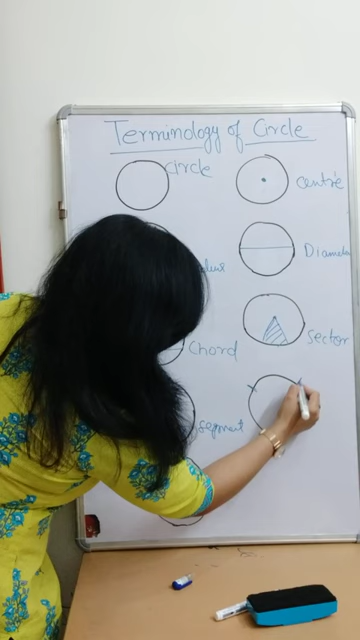 Terminology of Circle
Circle
Centre
Diameter
Chord
Sector
Segment